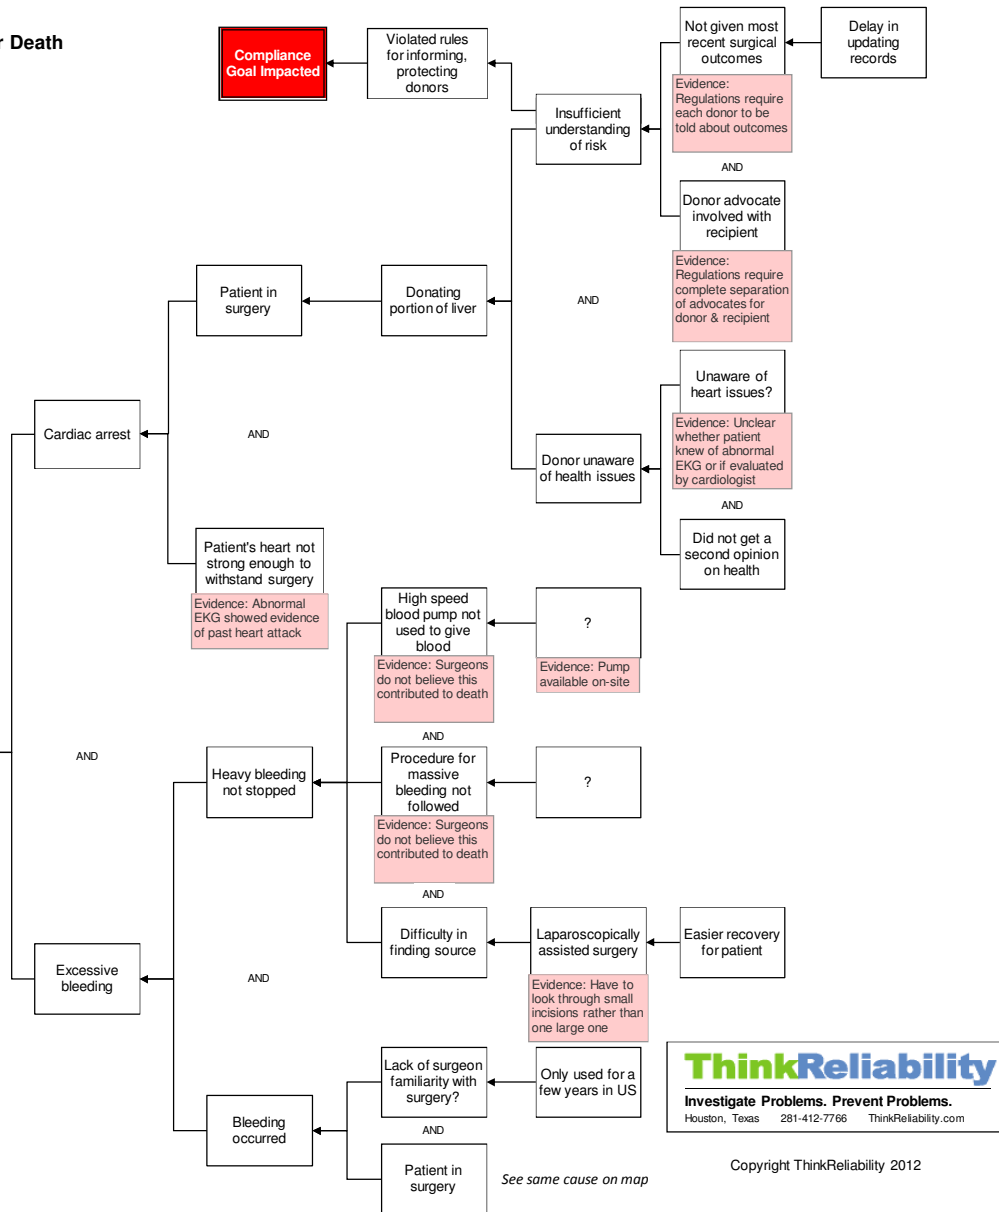 r Death
Compliance
Goal Impacted
Violated rules
for informing,
protecting
donors
Not given most
recent surgical
outcomes
Delay in
updating
records
Evidence:
Regulations require
each donor to be
told about outcomes
Insufficient
understanding
of risk
AND
Donor advocate
involved with
recipient
Evidence:
Regulations require
complete separation
of advocates for
donor & recipient
Patient in
surgery
Donating
portion of liver
AND
Unaware of
heart issues?
Evidence: Unclear
whether patient
knew of abnormal
EKG or if evaluated
by cardiologist
Cardiac arrest
AND
Donor unaware
of health issues
AND
Did not get a
second opinion
on health
Patient's heart not
strong enough to
withstand surgery
Evidence: Abnormal
EKG showed evidence
of past heart attack
High speed
blood pump not
used to give
blood
?
Evidence: Surgeons
do not believe this
contributed to death
Evidence: Pump
available on-site
AND
AND
Heavy bleeding
not stopped
Procedure for
massive
bleeding not
followed
?
Evidence: Surgeons
do not believe this
contributed to death
AND
Difficulty in
finding source
Laparoscopically
assisted surgery
Easier recovery
for patient
Evidence: Have to
look through small
incisions rather than
one large one
Excessive
bleeding
AND
Lack of surgeon
familiarity with
surgery?
Only used for a
few years in US
Bleeding
occurred
AND
Patient in
surgery
See same cause on map
ThinkReliability
Investigate Problems. Prevent Problems.
Houston, Texas 281-412-7766 ThinkReliability.com
Copyright ThinkReliability 2012